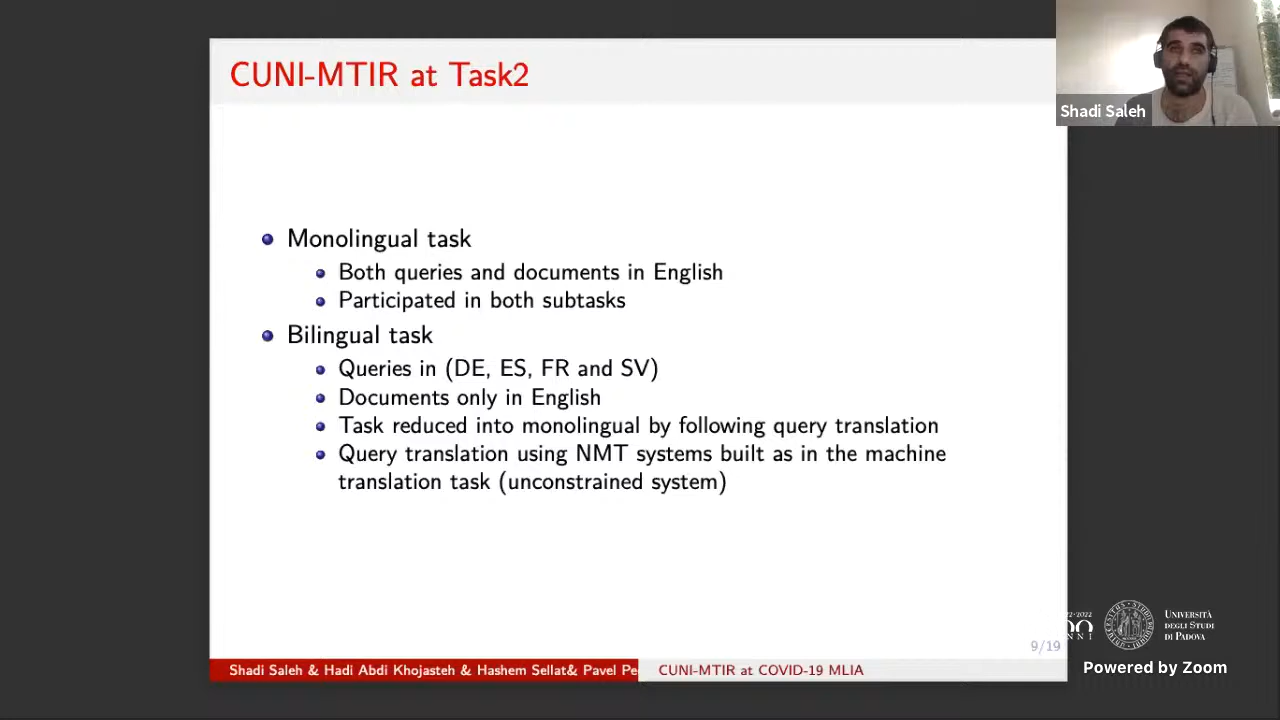 CUNI-MTIR at Task2
Shadi Saleh
Monolingual task
Both queries and documents in English
Participated in both subtasks
Bilingual task
Queries in (DE, ES, FR and SV)
Documents only in English
Task reduced into monolingual by following query translation
Query translation using NMT systems built as in the machine
translation task (unconstrained system)
9/19
UNIVERSITÀ
DEGLI STUDI
DI PADOVA
Powered by Zoom
Shadi Saleh & Hadi Abdi Khojasteh & Hashem Sellat& Pavel Pe
CUNI-MTIR at COVID-19 MLIA